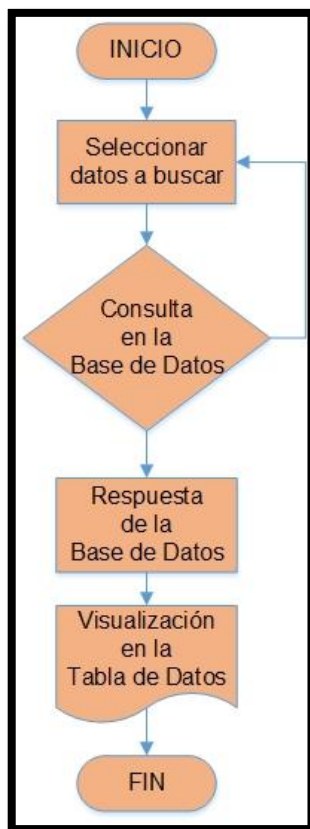 INICIO
Seleccionar
datos a buscar
Consulta
en la
Base de Datos
Respuesta
de la
Base de Datos
Visualización
en la
Tabla de Datos
FIN